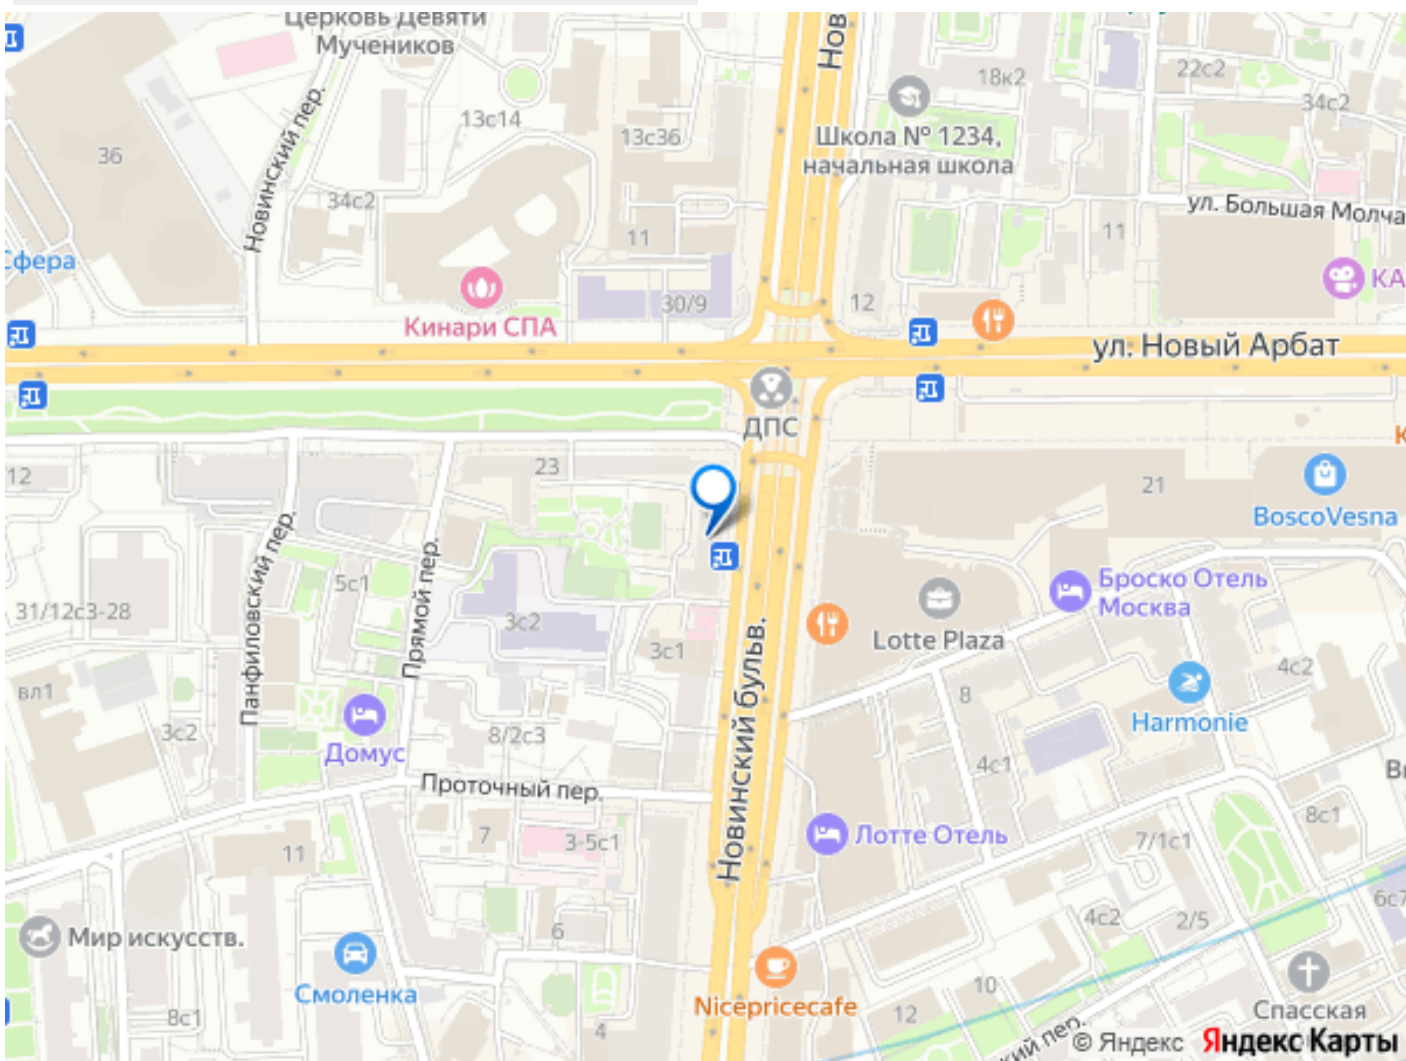 Церковь Девяти
Мучеников
Нов
18к2
22с2
34с2
13с14
13с36
Школа № 1234,
начальная школа
36
Новинский пер.
34с2
ул. Большая Молча
11
11
Сфера
КА
30/9
12
Кинари СПА
ул. Новый Арбат
ДПС
К
12
23
21
BoscoVesna
Панфиловский пер.
Прямой пер.
5с1
Броско Отель
Москва
31/12с3-28
3с2
Lotte Plaza
3с1
4с2
вл1
8
Новинский бульв.
Harmonie
3с2
Домус
8/2с3
4с1
Проточный пер.
В
8с1
7
3-5с1
Лотте Отель
7/1с1
11
6с7
4с2
2/5
Мир искусств.
6
Смоленка
Nicepricecafe
10
12
Спасская
8с1
4
кий пер.
© Яндекс
Яндекс Карты